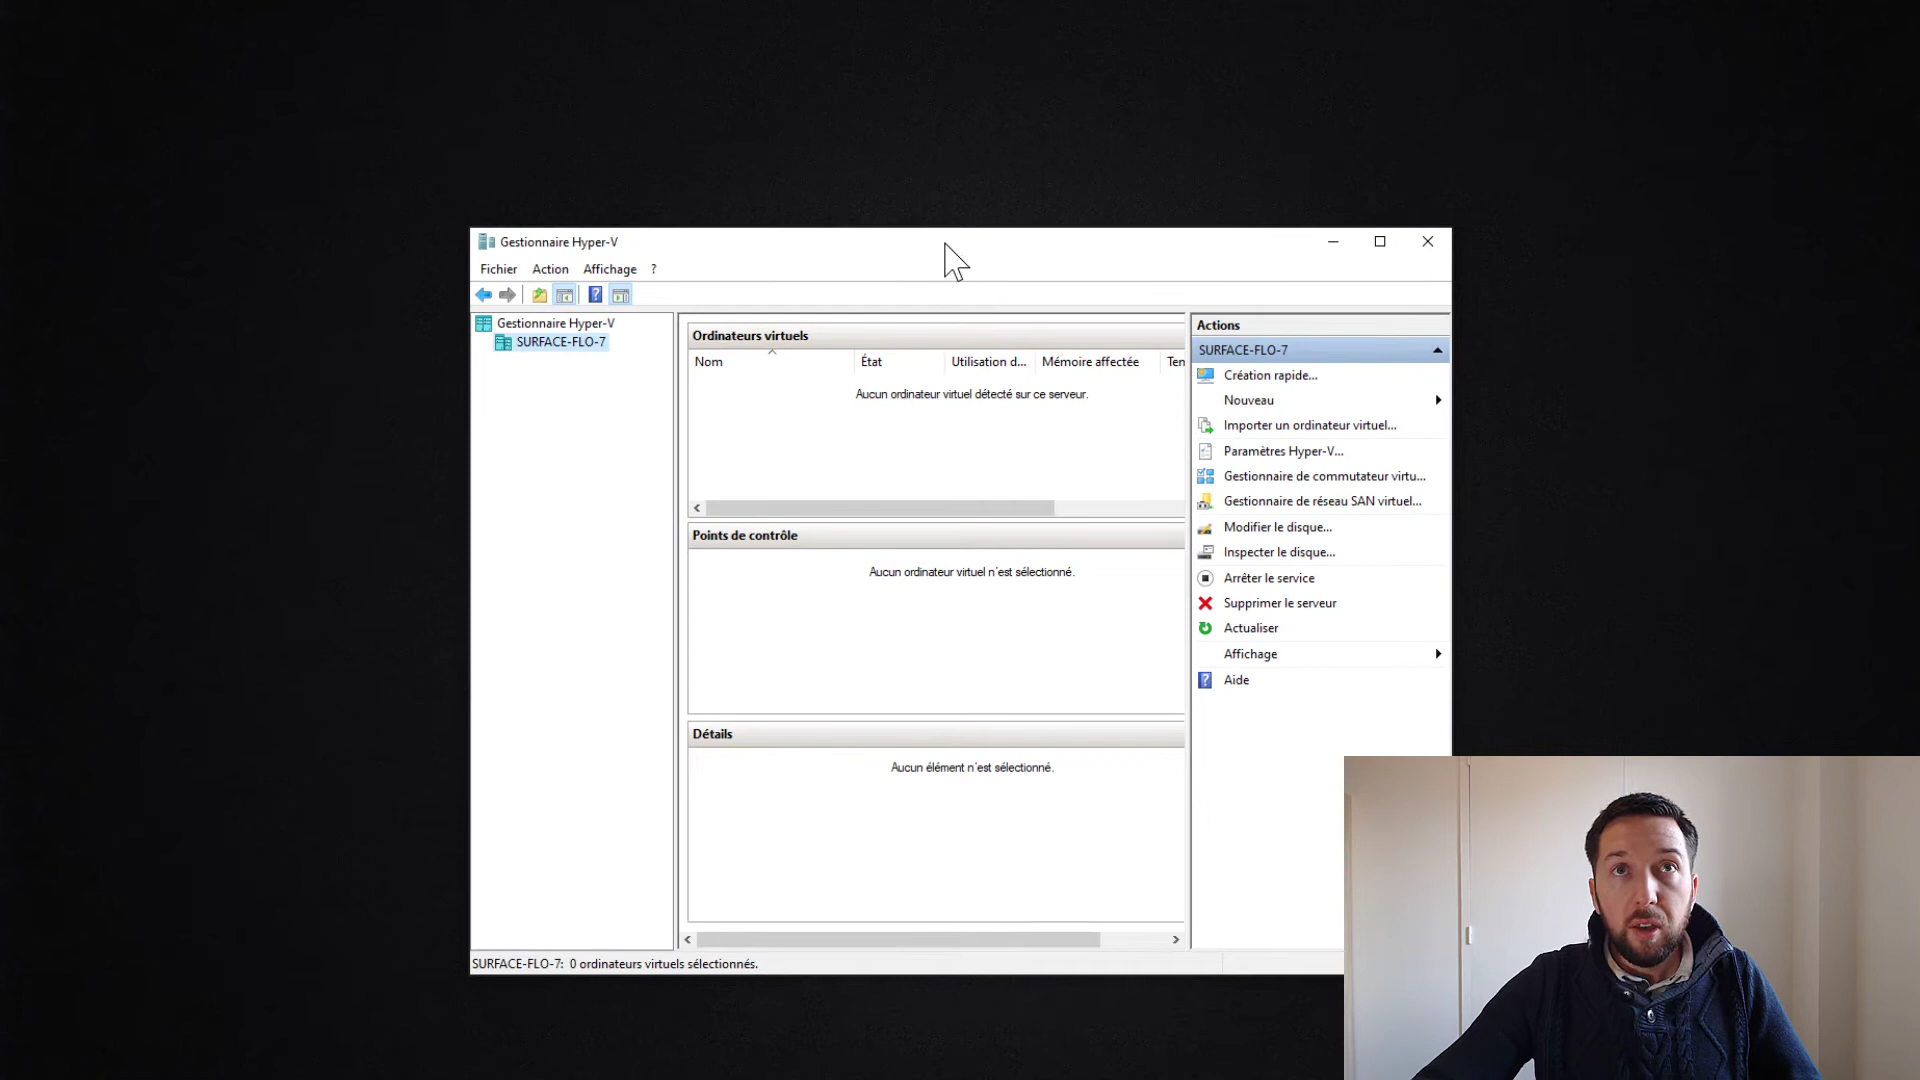 Gestionnaire Hyper-V
Fichier Action Affichage ?
Gestionnaire Hyper-V
SURFACE-FLO-7
Ordinateurs virtuels
Nom État Utilisation d... Mémoire affectée Ten
Aucun ordinateur virtuel détecté sur ce serveur.
Points de contrôle
Aucun ordinateur virtuel n'est sélectionné.
Détails
Aucun élément n'est sélectionné.
Actions
SURFACE-FLO-7
Création rapide...
Nouveau
Importer un ordinateur virtuel...
Paramètres Hyper-V...
Gestionnaire de commutateur virtu...
Gestionnaire de réseau SAN virtuel...
Modifier le disque...
Inspecter le disque...
Arrêter le service
Supprimer le serveur
Actualiser
Affichage
Aide
SURFACE-FLO-7: 0 ordinateurs virtuels sélectionnés.